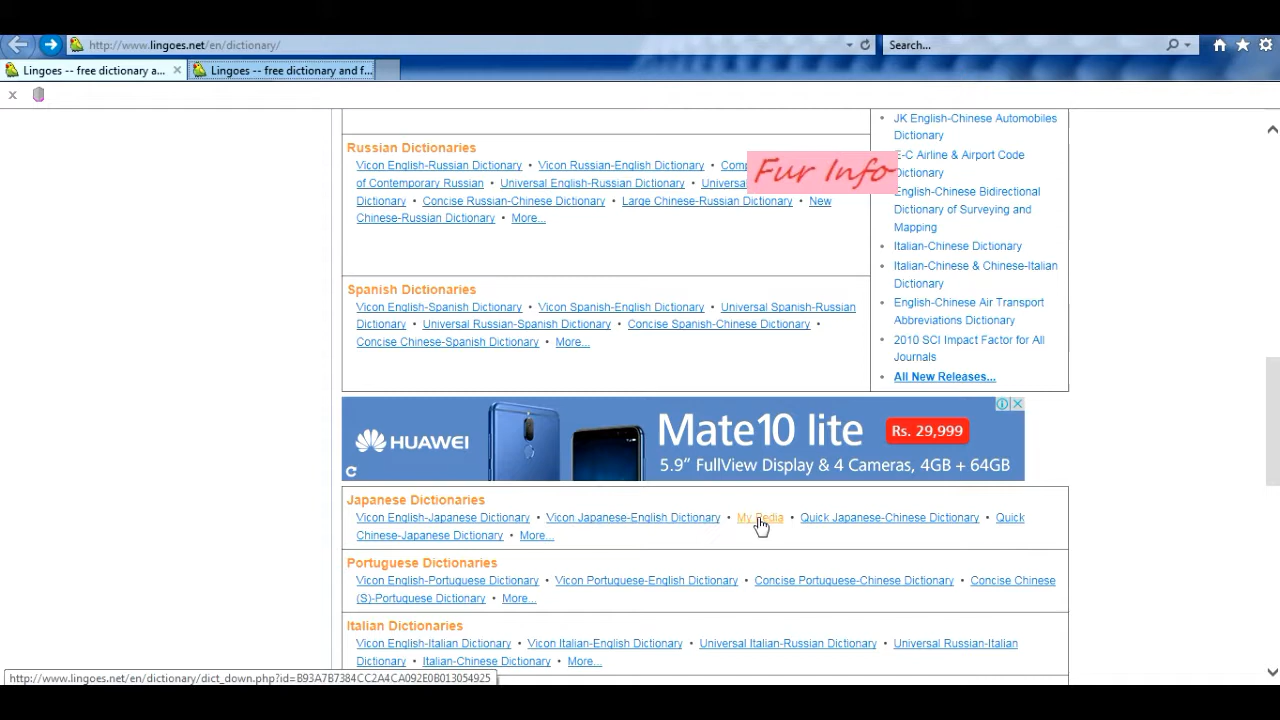 http://www.lingoes.net/en/dictionary/
Search...
Lingoes -- free dictionary a...
Lingoes -- free dictionary and f...
Russian Dictionaries
Vicon English-Russian Dictionary • Vicon Russian-English Dictionary •
of Contemporary Russian • Universal English-Russian Dictionary •
Dictionary • Concise Russian-Chinese Dictionary • Large Chinese-Russian Dictionary • New
Chinese-Russian Dictionary • More...
Fur Info
Spanish Dictionaries
Vicon English-Spanish Dictionary • Vicon Spanish-English Dictionary • Universal Spanish-Russian
Dictionary • Universal Russian-Spanish Dictionary • Concise Spanish-Chinese Dictionary •
Concise Chinese-Spanish Dictionary • More...
• JK English-Chinese Automobiles
Dictionary
E-C Airline & Airport Code
Dictionary
English-Chinese Bidirectional
Dictionary of Surveying and
Mapping
• Italian-Chinese Dictionary
• Italian-Chinese & Chinese-Italian
Dictionary
• English-Chinese Air Transport
Abbreviations Dictionary
• 2010 SCI Impact Factor for All
Journals
• All New Releases...
HUAWEI
Mate10 lite
Rs. 29,999
5.9" FullView Display & 4 Cameras, 4GB + 64GB
Japanese Dictionaries
Vicon English-Japanese Dictionary • Vicon Japanese-English Dictionary • My Pedia • Quick Japanese-Chinese Dictionary • Quick
Chinese-Japanese Dictionary • More...
Portuguese Dictionaries
Vicon English-Portuguese Dictionary • Vicon Portuguese-English Dictionary • Concise Portuguese-Chinese Dictionary • Concise Chinese
(S)-Portuguese Dictionary • More...
Italian Dictionaries
Vicon English-Italian Dictionary • Vicon Italian-English Dictionary • Universal Italian-Russian Dictionary • Universal Russian-Italian
Dictionary • Italian-Chinese Dictionary • More...
http://www.lingoes.net/en/dictionary/dict_down.php?id=B93A7B7384CC2A4CA092E0B013054925